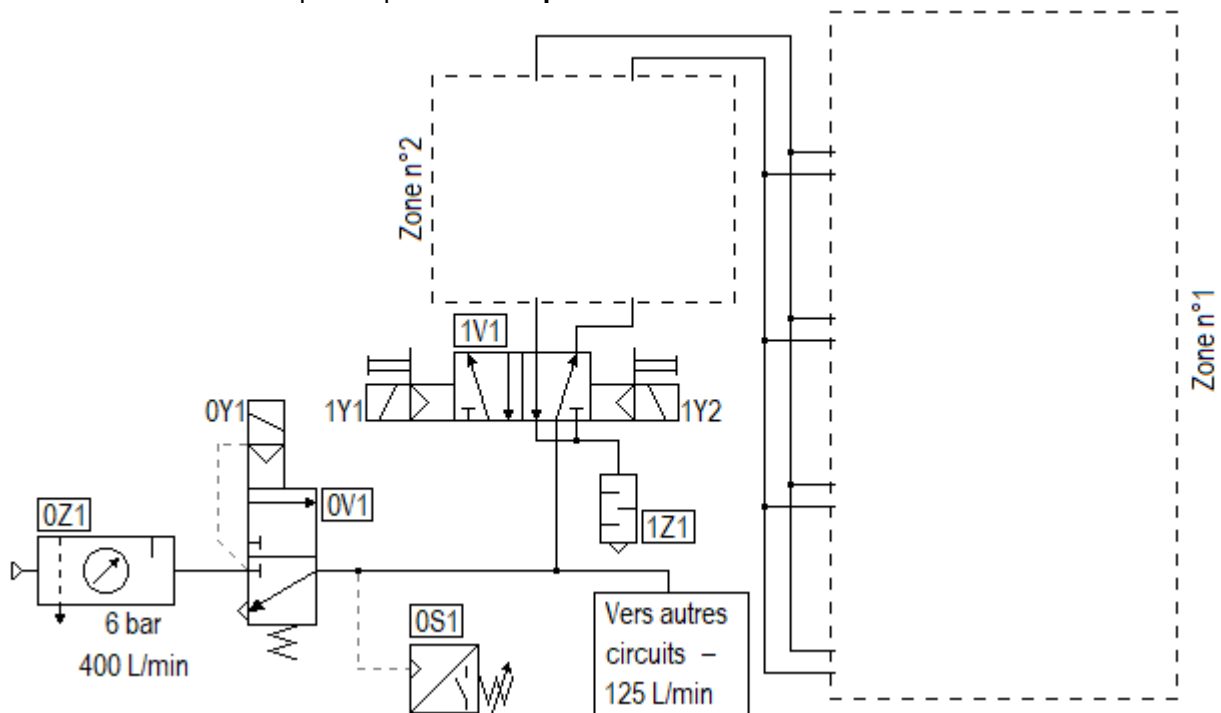 Zone n°2
Zone n°1
1V1
1Y1
1Y2
0Y1
0V1
0Z1
1Z1
6 bar
400 L/min
0S1
Vers autres
circuits –
125 L/min